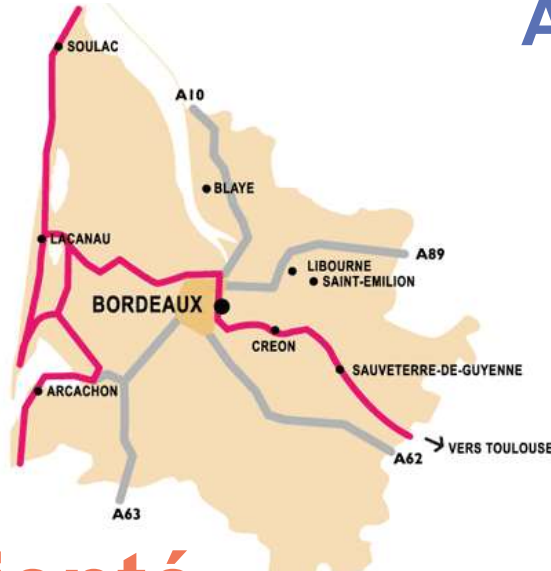 A
SOULAC
A10
BLAYE
LACANAU
A89
LIBOURNE
SAINT-EMILION
BORDEAUX
CREON
SAUVETERRE-DE-GUYENNE
ARCACHON
VERS TOULOUSE
A62
A63